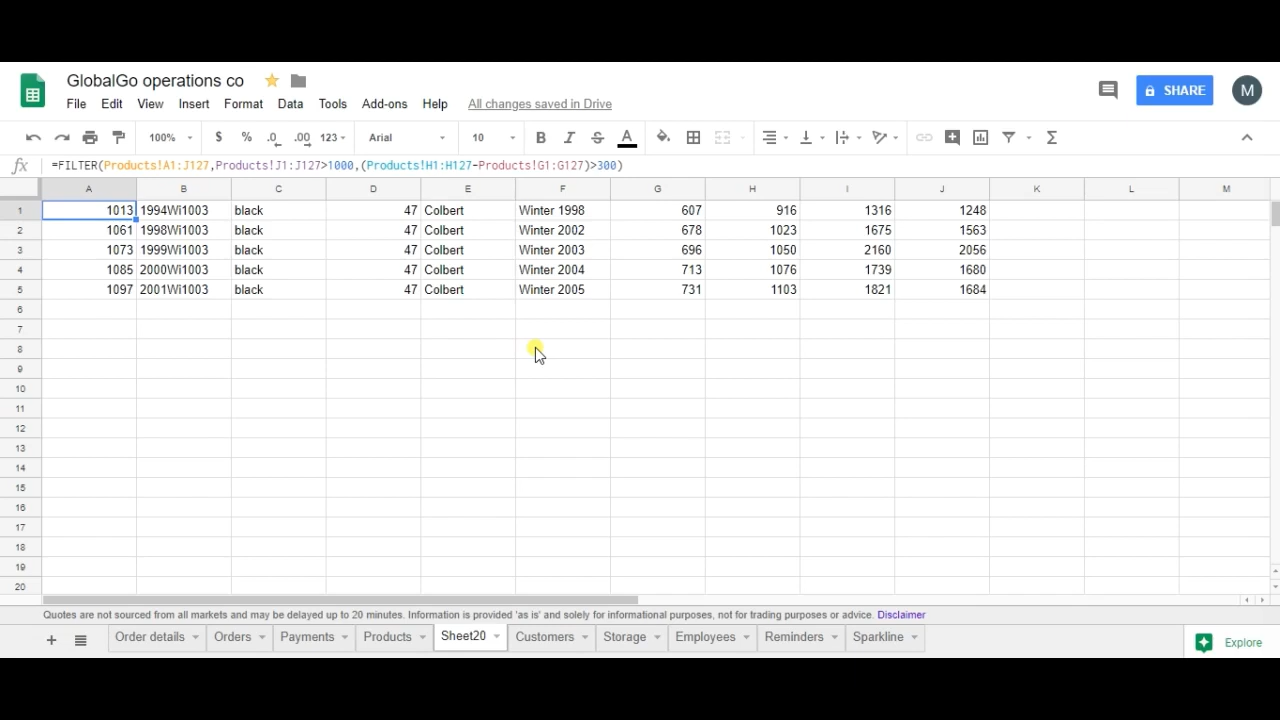 GlobalGo operations co
SHARE
M
File Edit View Insert Format Data Tools Add-ons Help All changes saved in Drive
100% $ % .0 .00 123 Arial 10 B I S A Σ
fx =FILTER(Products!A1:J127,Products!J1:J127>1000,(Products!H1:H127-Products!G1:G127)>300)
A B C D E F G H I J K L M
1 1013 1994Wi1003 black 47 Colbert Winter 1998 607 916 1316 1248
2 1061 1998Wi1003 black 47 Colbert Winter 2002 678 1023 1675 1563
3 1073 1999Wi1003 black 47 Colbert Winter 2003 696 1050 2160 2056
4 1085 2000Wi1003 black 47 Colbert Winter 2004 713 1076 1739 1680
5 1097 2001Wi1003 black 47 Colbert Winter 2005 731 1103 1821 1684
6
7
8
9
10
11
12
13
14
15
16
17
18
19
20
Quotes are not sourced from all markets and may be delayed up to 20 minutes. Information is provided 'as is' and solely for informational purposes, not for trading purposes or advice. Disclaimer
+ Order details Orders Payments Products Sheet20 Customers Storage Employees Reminders Sparkline Explore